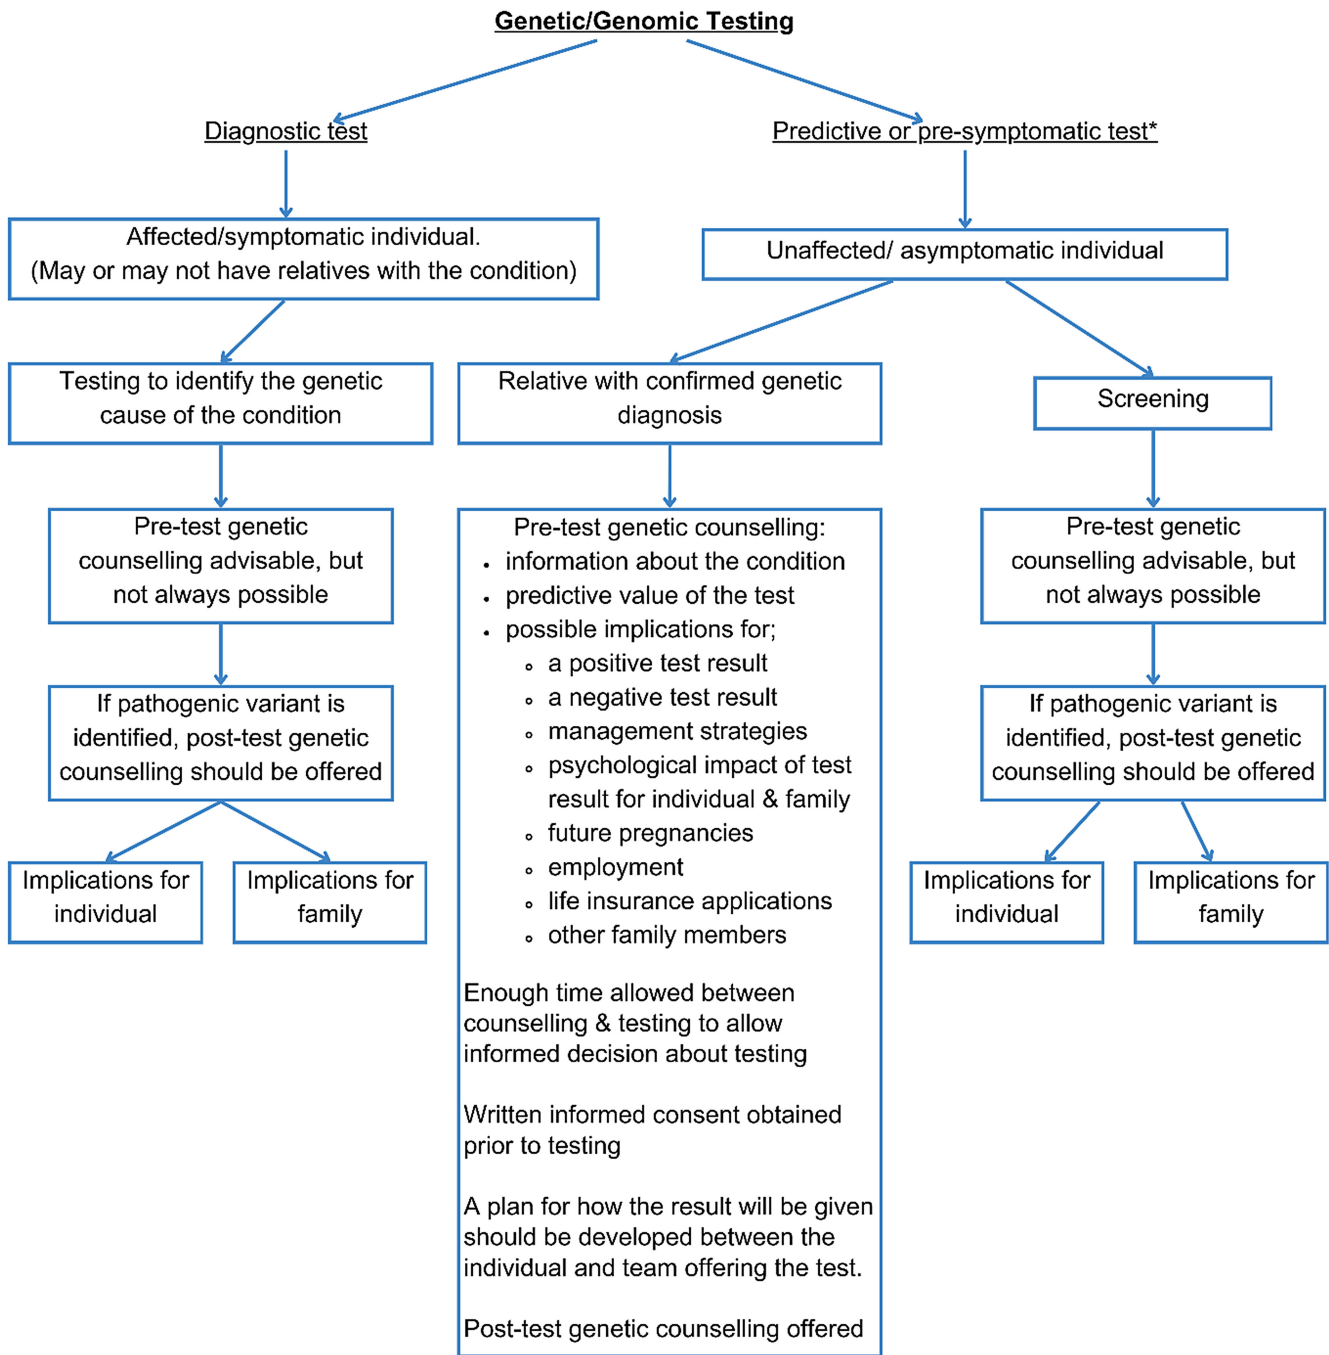 Genetic/Genomic Testing
Diagnostic test
Predictive or pre-symptomatic test*
Affected/symptomatic individual.
(May or may not have relatives with the condition)
Unaffected/ asymptomatic individual
Testing to identify the genetic
cause of the condition
Relative with confirmed genetic
diagnosis
Screening
Pre-test genetic
counselling advisable, but
not always possible
If pathogenic variant is
identified, post-test genetic
counselling should be offered
Implications for
individual
Implications for
family
Pre-test genetic counselling:
• information about the condition
• predictive value of the test
• possible implications for;
∘ a positive test result
∘ a negative test result
∘ management strategies
∘ psychological impact of test
result for individual & family
∘ future pregnancies
∘ employment
∘ life insurance applications
∘ other family members
Enough time allowed between
counselling & testing to allow
informed decision about testing
Written informed consent obtained
prior to testing
A plan for how the result will be given
should be developed between the
individual and team offering the test.
Post-test genetic counselling offered
Pre-test genetic
counselling advisable, but
not always possible
If pathogenic variant is
identified, post-test genetic
counselling should be offered
Implications for
individual
Implications for
family